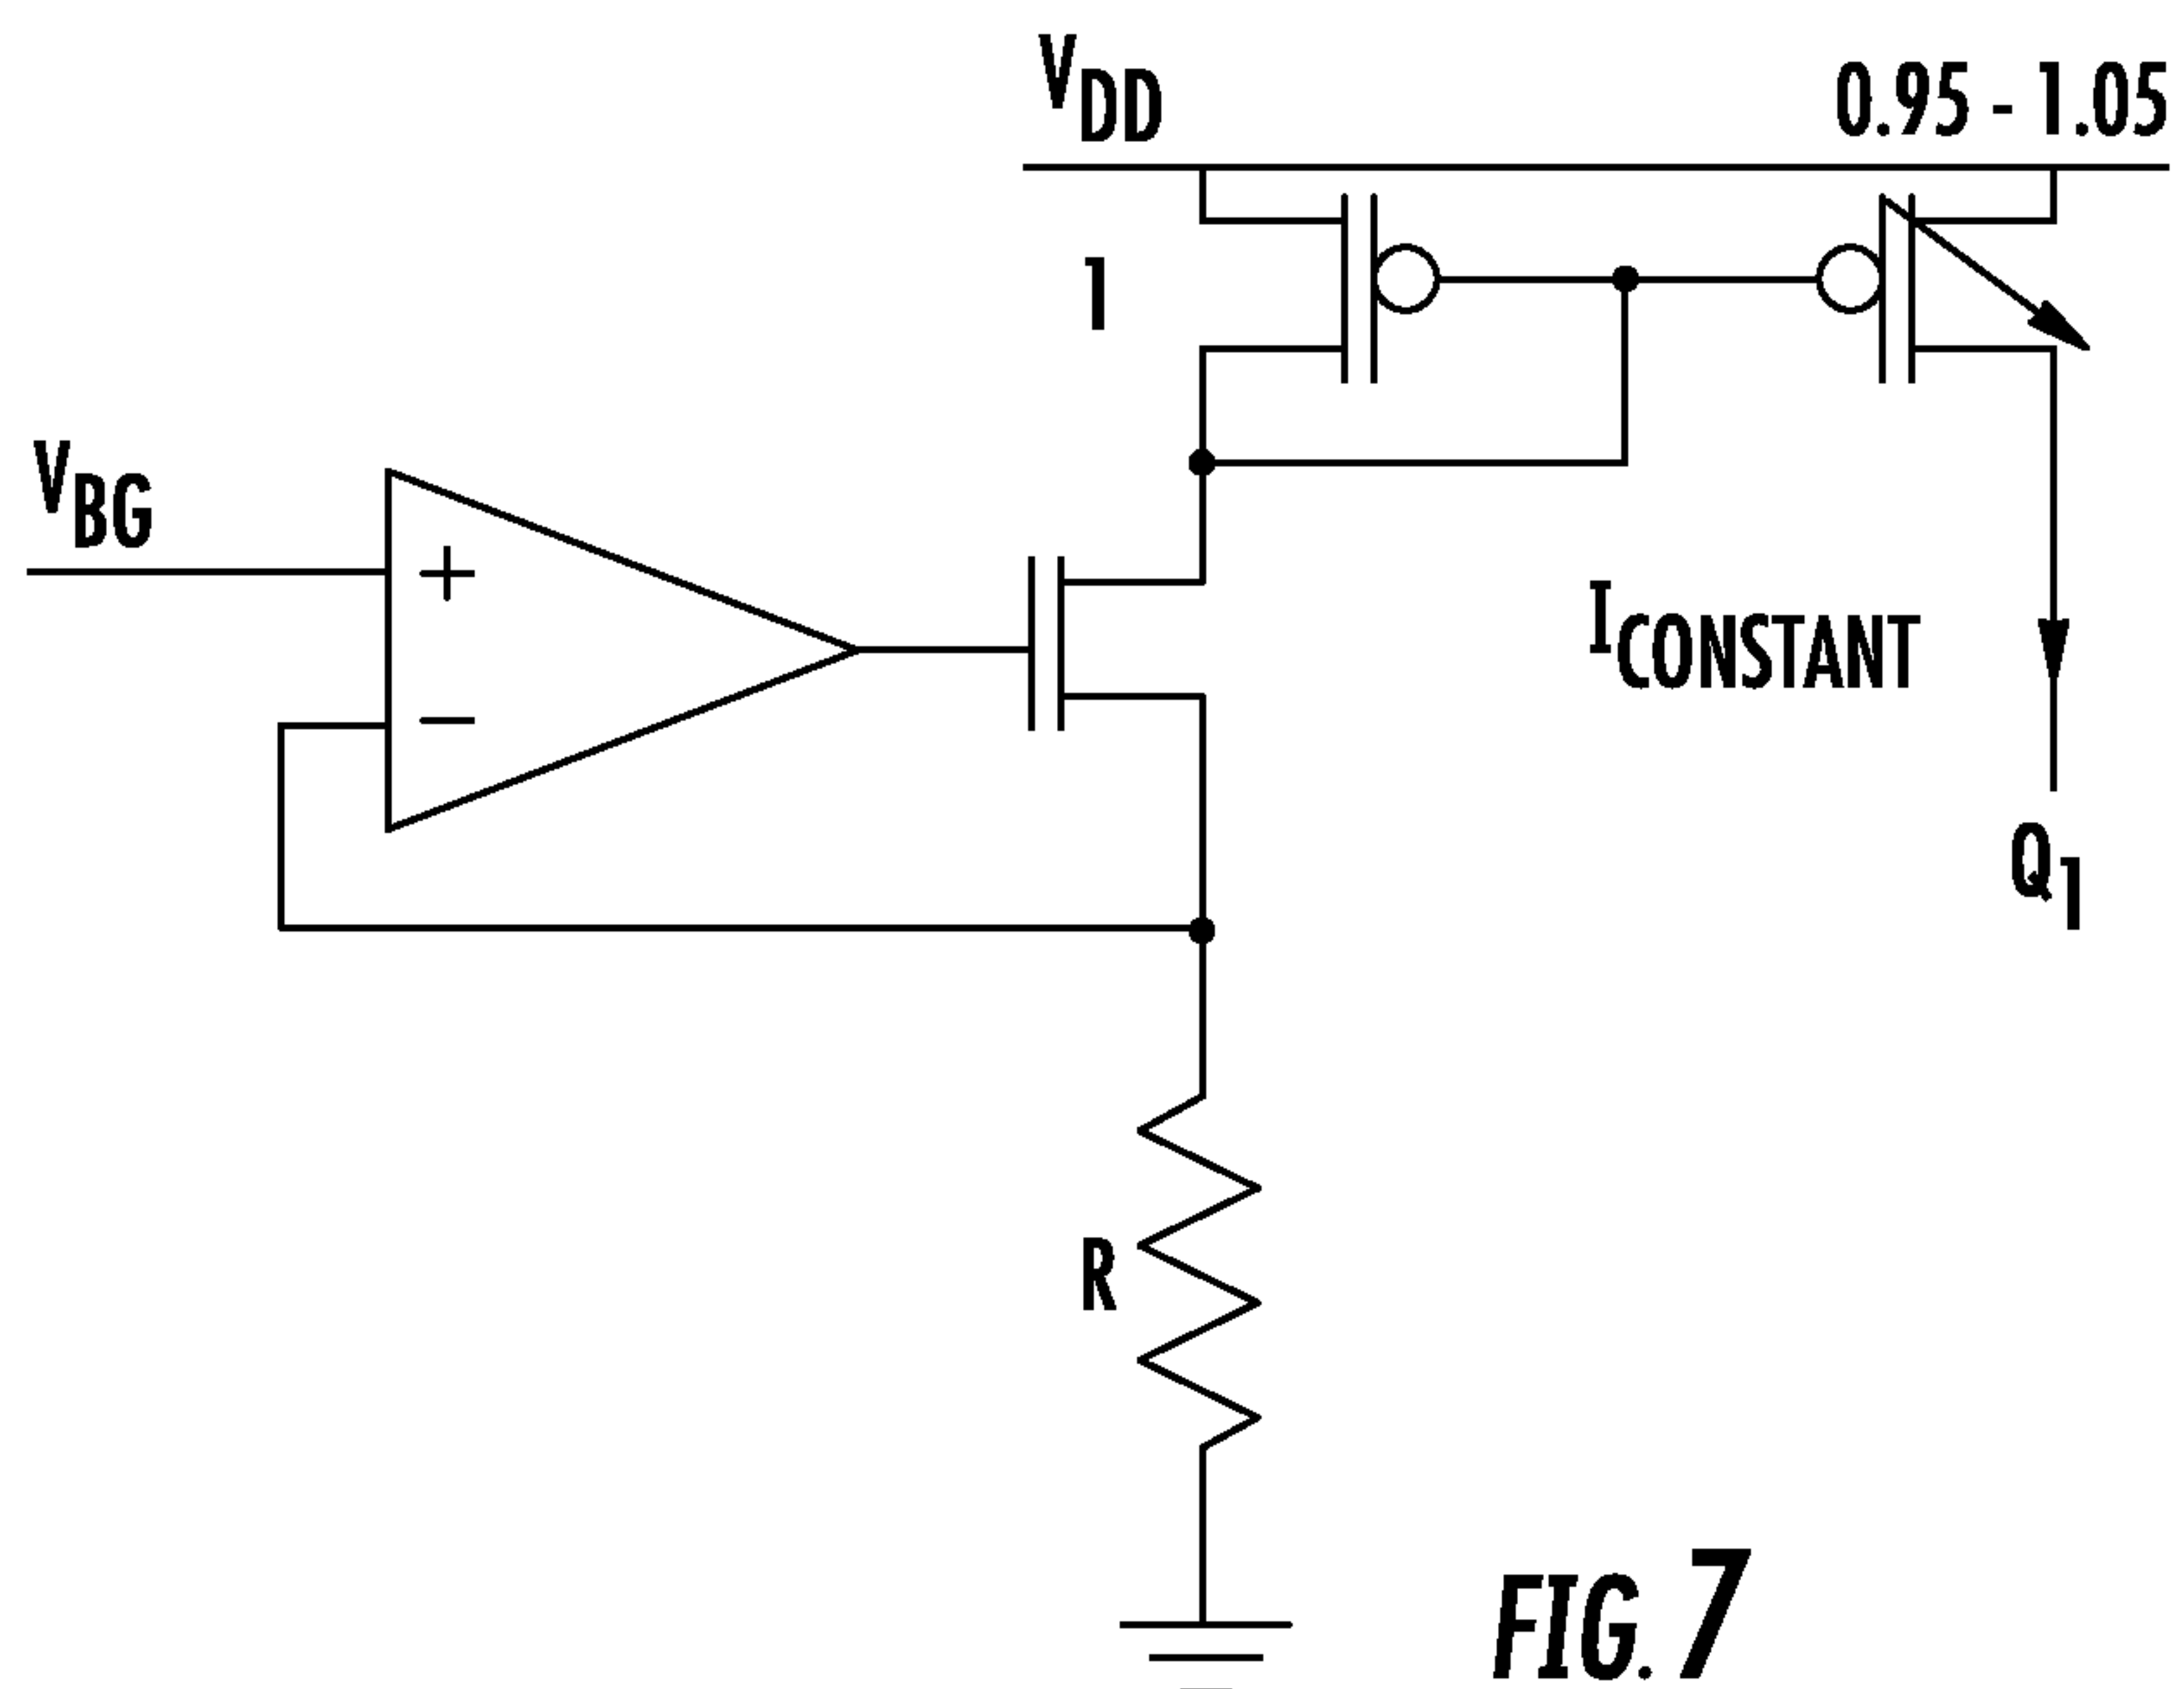 VDD
0.95 - 1.05
1
VBG
+
−
ICONSTANT
Q1
R
FIG. 7